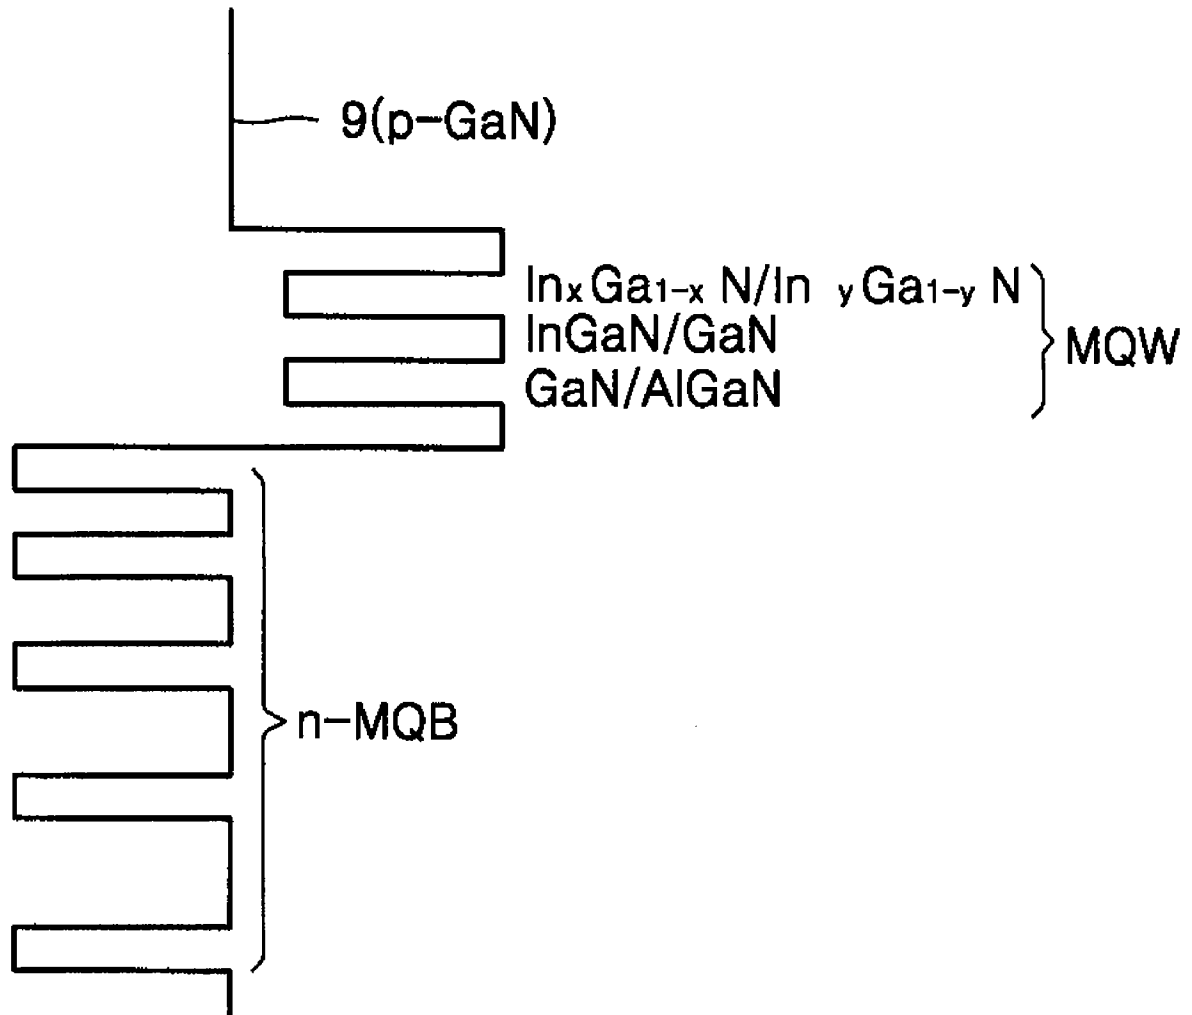 9(p-GaN)
InxGa1-x N/In yGa1-y N
InGaN/GaN
GaN/AlGaN
MQW
n-MQB